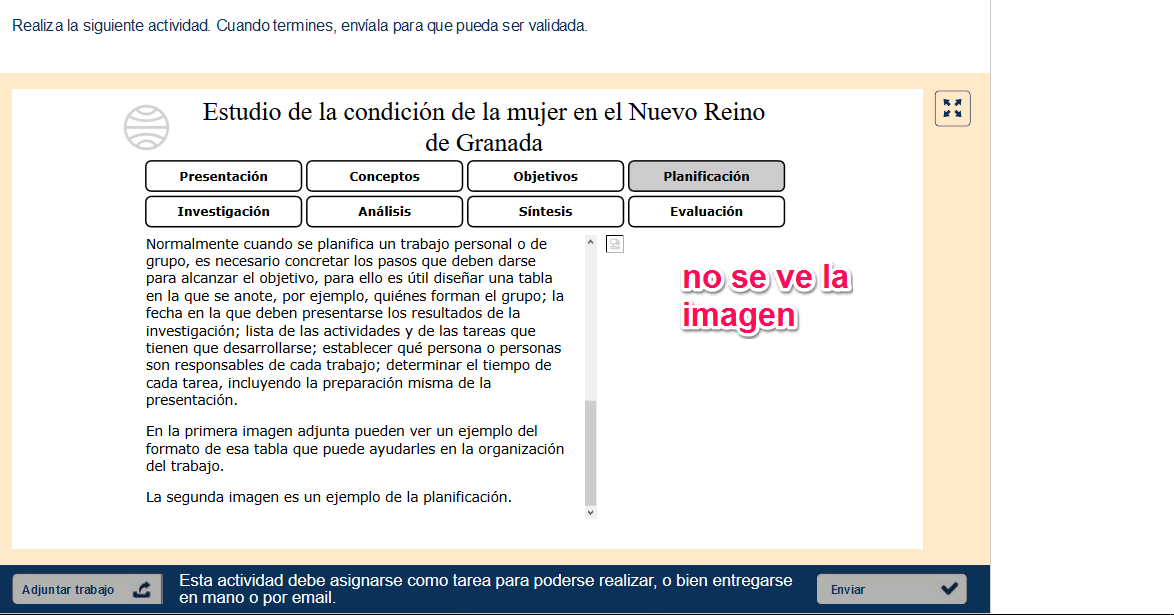 Realiza la siguiente actividad. Cuando termines, envíala para que pueda ser validada.
Estudio de la condición de la mujer en el Nuevo Reino
de Granada
Presentación Conceptos Objetivos Planificación
Investigación Análisis Síntesis Evaluación
Normalmente cuando se planifica un trabajo personal o de
grupo, es necesario concretar los pasos que deben darse
para alcanzar el objetivo, para ello es útil diseñar una tabla
en la que se anote, por ejemplo, quiénes forman el grupo; la
fecha en la que deben presentarse los resultados de la
investigación; lista de las actividades y de las tareas que
tienen que desarrollarse; establecer qué persona o personas
son responsables de cada trabajo; determinar el tiempo de
cada tarea, incluyendo la preparación misma de la
presentación.
En la primera imagen adjunta pueden ver un ejemplo del
formato de esa tabla que puede ayudarles en la organización
del trabajo.
La segunda imagen es un ejemplo de la planificación.
no se ve la
imagen
Adjuntar trabajo
Esta actividad debe asignarse como tarea para poderse realizar, o bien entregarse
en mano o por email.
Enviar